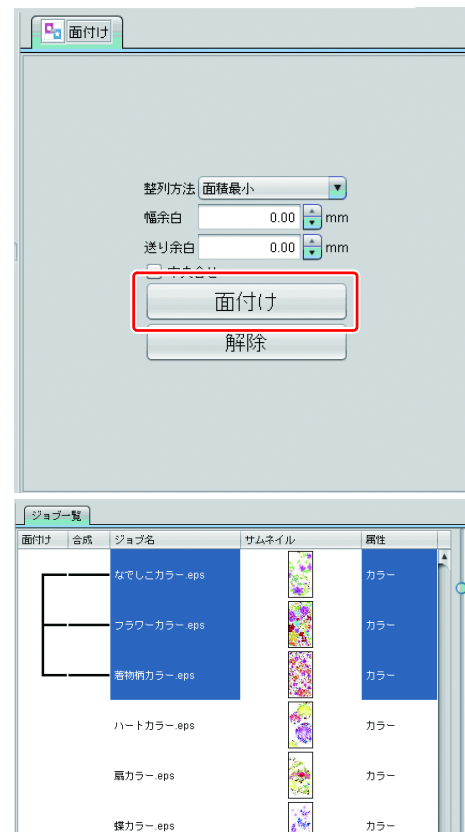 面付け
整列方法 面積最小
幅余白 0.00 mm
送り余白 0.00 mm
面付け
解除
ジョブ一覧
面付け 合成 ジョブ名 サムネイル 属性
なでしこカラー.eps カラー
フラワーカラー.eps カラー
着物柄カラー.eps カラー
ハートカラー.eps カラー
扇カラー.eps カラー
蝶カラー.eps カラー